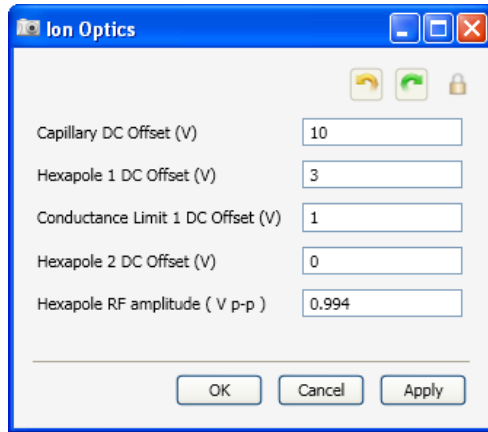 Ion Optics
Capillary DC Offset (V) 10
Hexapole 1 DC Offset (V) 3
Conductance Limit 1 DC Offset (V) 1
Hexapole 2 DC Offset (V) 0
Hexapole RF amplitude ( V p-p ) 0.994
OK Cancel Apply